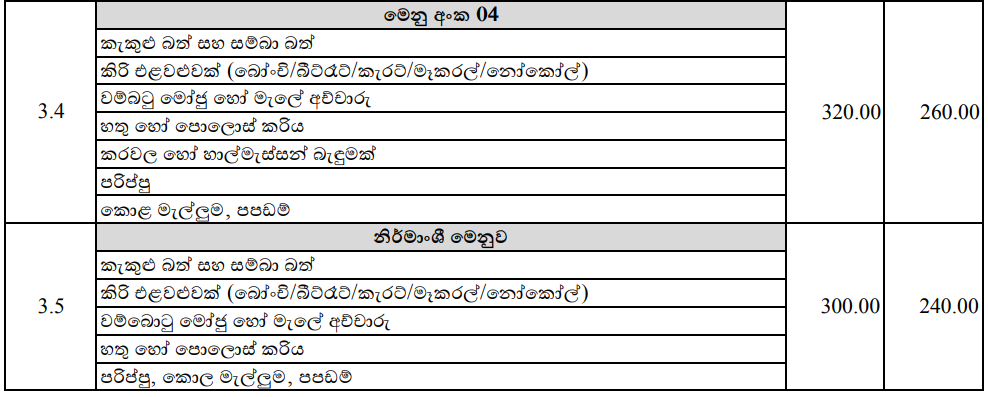 මෙනු අංක 04
කැකුළු බත් සහ සම්බා බත්
කිරි එළවළුවක් (බෝංචි/බීට්රූට්/කැරට්/මෑකරල්/නෝකෝල්)
වම්බටු මෝජු හෝ මැලේ අච්චාරු
3.4 320.00 260.00
හතු හෝ පොලොස් කරිය
කරවල හෝ හාල්මැස්සන් බැඳුමක්
පරිප්පු
කොළ මැල්ලුම, පපඩම්
නිර්මාංශී මෙනුව
කැකුළු බත් සහ සම්බා බත්
කිරි එළවළුවක් (බෝංචි/බීට්රූට්/කැරට්/මෑකරල්/නෝකෝල්)
3.5 300.00 240.00
වම්බොටු මෝජු හෝ මැලේ අච්චාරු
හතු හෝ පොලොස් කරිය
පරිප්පු, කොල මැල්ලුම, පපඩම්